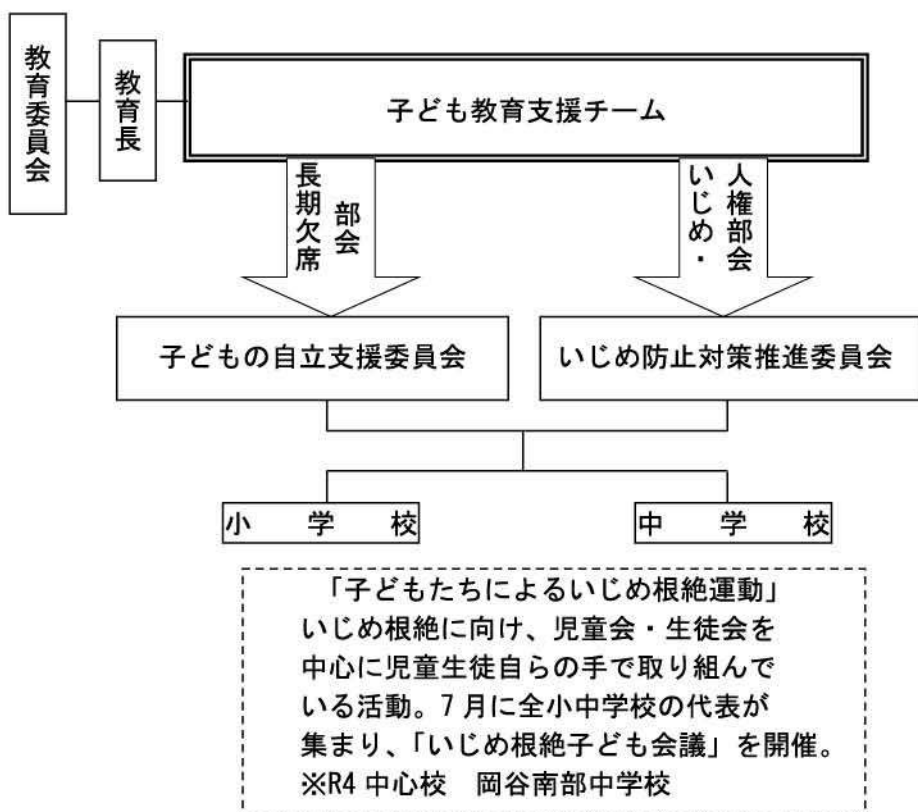 教育委員会
教育長
子ども教育支援チーム
長期欠席
部会
いじめ・
人権部会
子どもの自立支援委員会
いじめ防止対策推進委員会
小学校
中学校
「子どもたちによるいじめ根絶運動」
いじめ根絶に向け、児童会・生徒会を
中心に児童生徒自らの手で取り組んで
いる活動。7月に全小中学校の代表が
集まり、「いじめ根絶子ども会議」を開催。
※R4 中心校　岡谷南部中学校